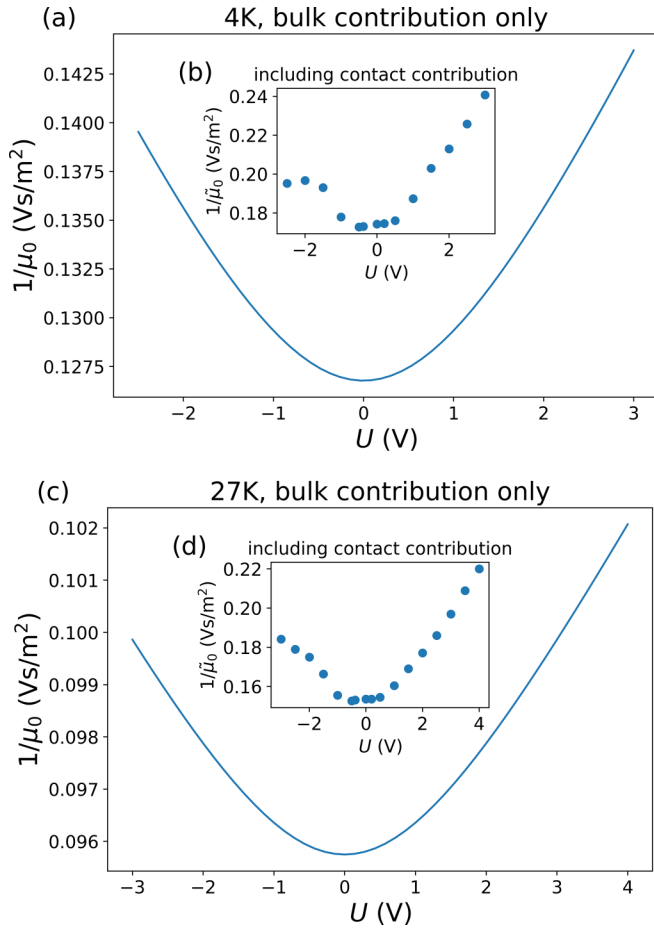 (a)
4K, bulk contribution only
0.1425
0.1400
0.1375
0.1350
0.1325
0.1300
0.1275
1/μ₀ (Vs/m²)
−2
−1
0
1
2
3
U (V)
(b)
including contact contribution
0.24
0.22
0.20
0.18
1/μ̃₀ (Vs/m²)
−2
0
2
U (V)
(c)
27K, bulk contribution only
0.102
0.101
0.100
0.099
0.098
0.097
0.096
1/μ₀ (Vs/m²)
−3
−2
−1
0
1
2
3
4
U (V)
(d)
including contact contribution
0.22
0.20
0.18
0.16
1/μ̃₀ (Vs/m²)
−2
0
2
4
U (V)